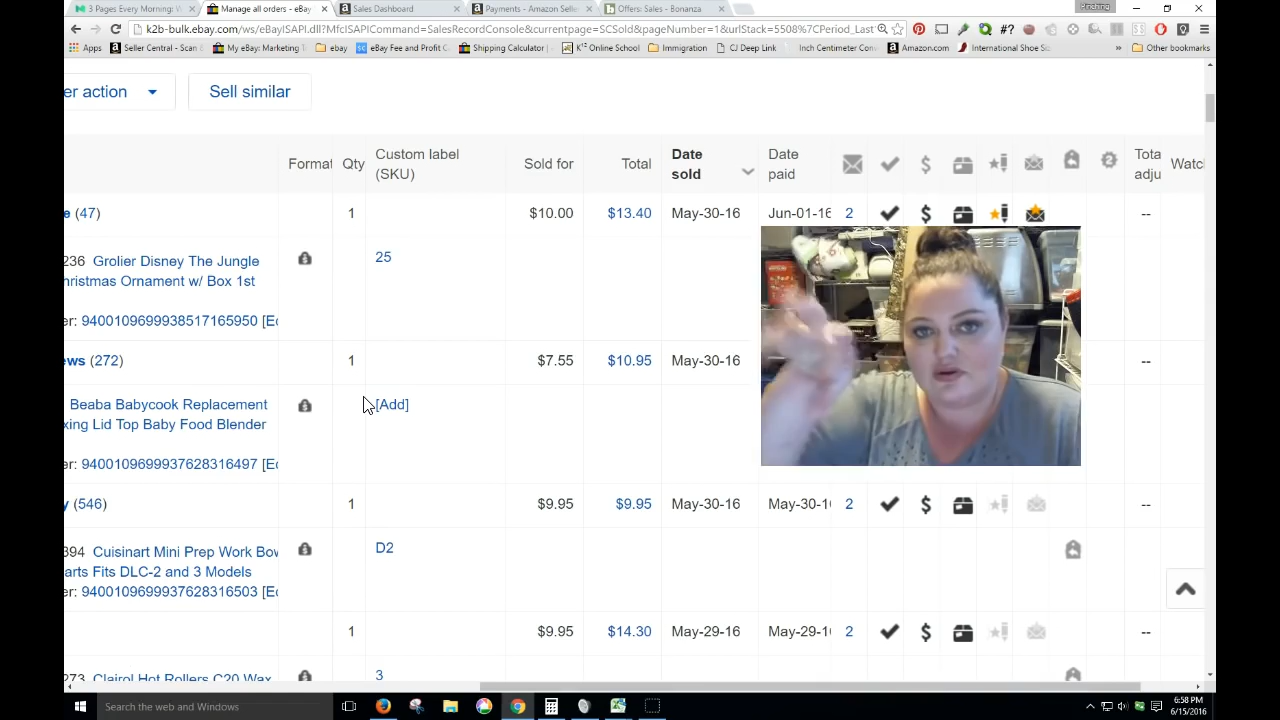 3 Pages Every Morning: W
Manage all orders - eBay
Sales Dashboard
Payments - Amazon Selle
Offers: Sales - Bonanza
Pinching
k2b-bulk.ebay.com/ws/eBayISAPI.dll?MfcISAPICommand=SalesRecordConsole&currentpage=SCSold&pageNumber=1&urlStack=5508%7CPeriod_Last
Apps
Seller Central - Scan B
My eBay: Marketing T
ebay
eBay Fee and Profit C
Shipping Calculator |
K12 Online School
Immigration
CJ Deep Link
Inch Centimeter Conve
Amazon.com
International Shoe Siz
» Other bookmarks
er action
Sell similar
Format
Qty
Custom label
(SKU)
Sold for
Total
Date
sold
Date
paid
Tota
adju
Watc
e (47)
1
$10.00
$13.40
May-30-16
Jun-01-16
2
$
--
236 Grolier Disney The Jungle
hristmas Ornament w/ Box 1st
25
er: 9400109699938517165950 [Ed
ews (272)
1
$7.55
$10.95
May-30-16
--
Beaba Babycook Replacement
xing Lid Top Baby Food Blender
[Add]
er: 9400109699937628316497 [Ed
y (546)
1
$9.95
$9.95
May-30-16
May-30-1
2
$
--
394 Cuisinart Mini Prep Work Bow
arts Fits DLC-2 and 3 Models
D2
er: 9400109699937628316503 [Ed
1
$9.95
$14.30
May-29-16
May-29-1
2
$
--
273 Clairol Hot Rollers C20 Wax
3
Search the web and Windows
6:58 PM
6/15/2016